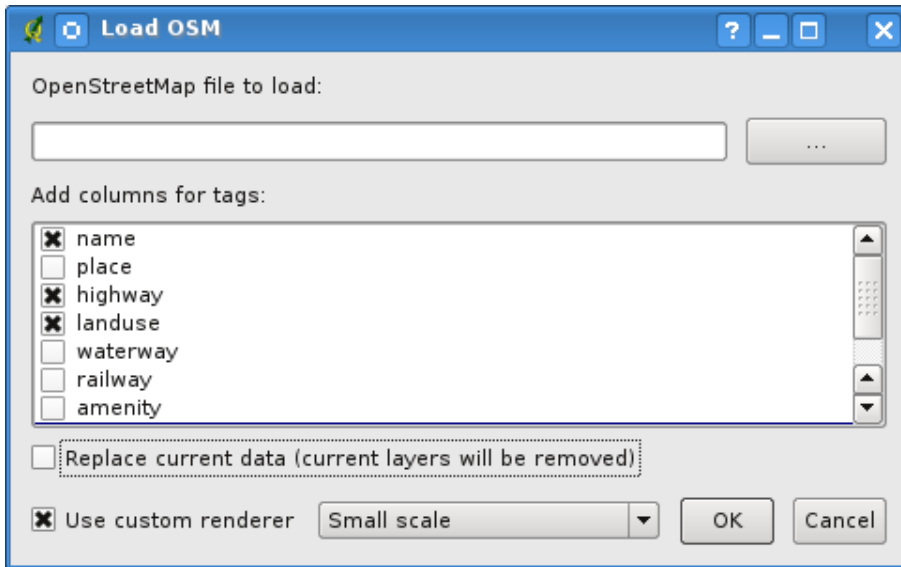 Load OSM
OpenStreetMap file to load:
...
Add columns for tags:
name
place
highway
landuse
waterway
railway
amenity
Replace current data (current layers will be removed)
Use custom renderer Small scale OK Cancel